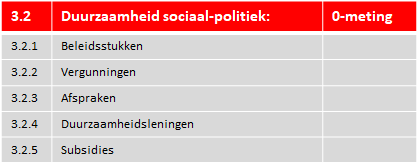 3.2 Duurzaamheid sociaal-politiek: 0-meting
3.2.1 Beleidsstukken
3.2.2 Vergunningen
3.2.3 Afspraken
3.2.4 Duurzaamheidsleningen
3.2.5 Subsidies